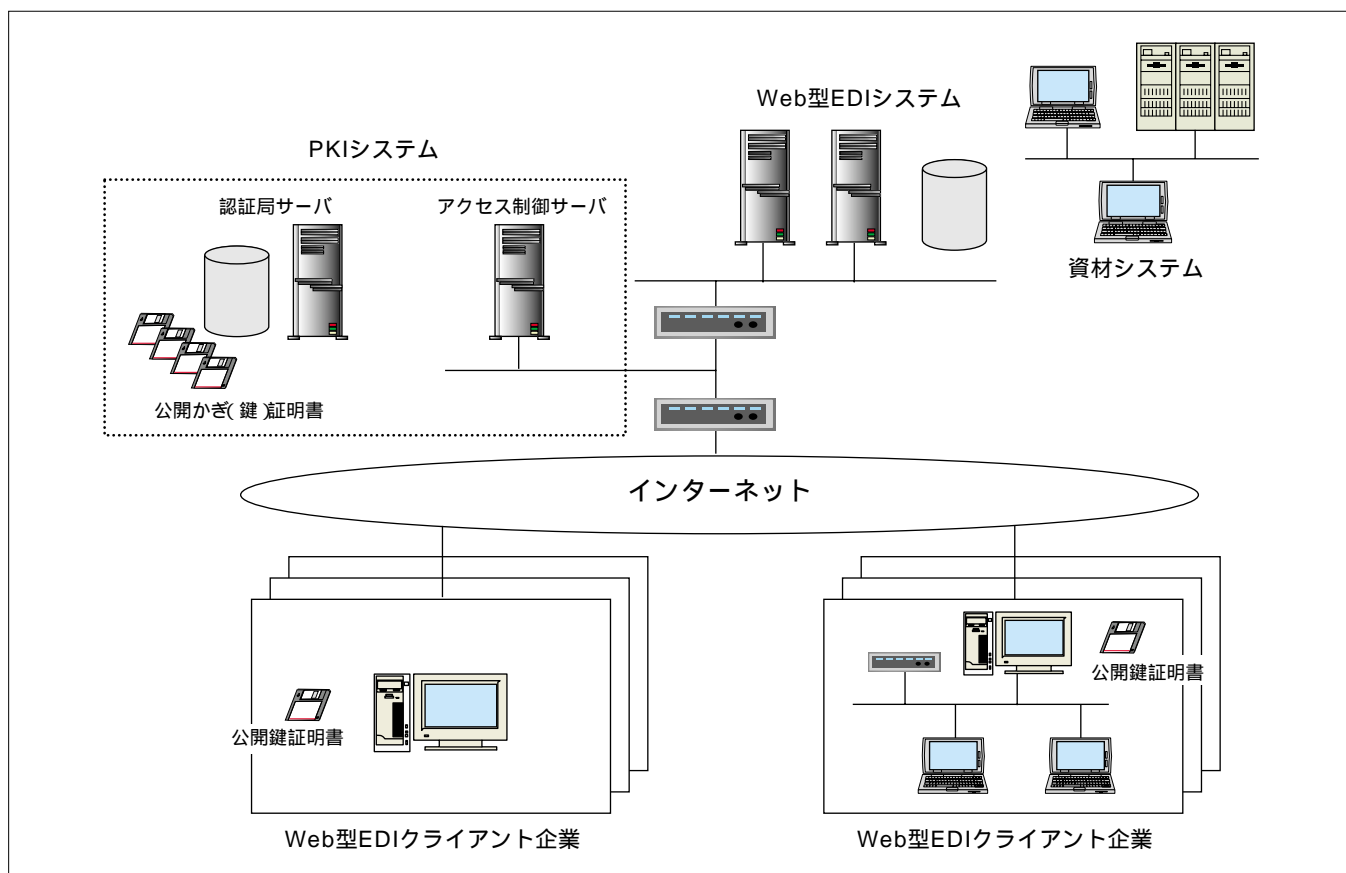 Web型EDIシステム
PKIシステム
認証局サーバ
アクセス制御サーバ
資材システム
公開かぎ(鍵)証明書
インターネット
公開鍵証明書
公開鍵証明書
Web型EDIクライアント企業
Web型EDIクライアント企業